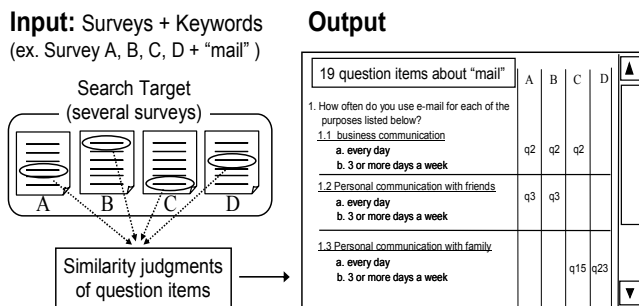 Input: Surveys + Keywords
(ex. Survey A, B, C, D + “mail” )
Search Target
(several surveys)
A B C D
Similarity judgments
of question items
Output
19 question items about “mail” A B C D
1. How often do you use e-mail for each of the
purposes listed below?
1.1 business communication
a. every day q2 q2 q2
b. 3 or more days a week
1.2 Personal communication with friends q3 q3
a. every day
b. 3 or more days a week
1.3 Personal communication with family
a. every day q15 q23
b. 3 or more days a week